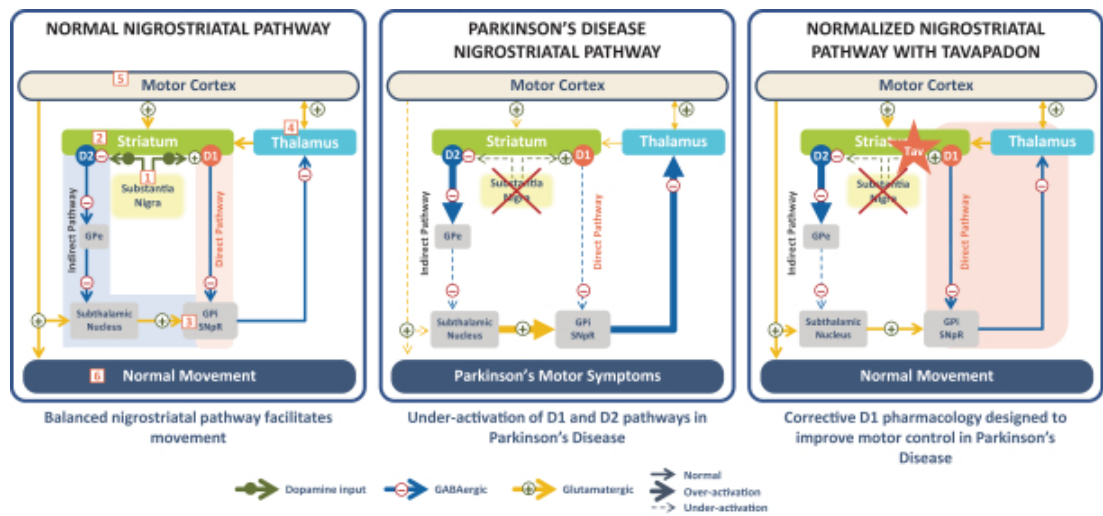 NORMAL NIGROSTRIATAL PATHWAY
5
Motor Cortex
2
Striatum
4
Thalamus
D2
D1
1
Substantia
Nigra
Indirect Pathway
Direct Pathway
GPe
Subthalamic
Nucleus
3
GPi
SNpR
6
Normal Movement
Balanced nigrostriatal pathway facilitates
movement
PARKINSON'S DISEASE
NIGROSTRIATAL PATHWAY
Motor Cortex
Striatum
Thalamus
D2
D1
Substantia
Nigra
Indirect Pathway
Direct Pathway
GPe
Subthalamic
Nucleus
GPi
SNpR
Parkinson's Motor Symptoms
Under-activation of D1 and D2 pathways in
Parkinson's Disease
NORMALIZED NIGROSTRIATAL
PATHWAY WITH TAVAPADON
Motor Cortex
Striatum
Thalamus
Tav
D2
D1
Substantia
Nigra
Indirect Pathway
Direct Pathway
GPe
Subthalamic
Nucleus
GPi
SNpR
Normal Movement
Corrective D1 pharmacology designed to
improve motor control in Parkinson's
Disease
Dopamine input
GABAergic
Glutamatergic
Normal
Over-activation
Under-activation